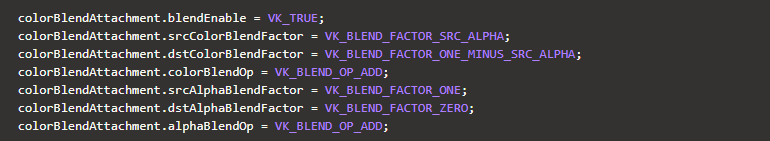 colorBlendAttachment.blendEnable = VK_TRUE;
colorBlendAttachment.srcColorBlendFactor = VK_BLEND_FACTOR_SRC_ALPHA;
colorBlendAttachment.dstColorBlendFactor = VK_BLEND_FACTOR_ONE_MINUS_SRC_ALPHA;
colorBlendAttachment.colorBlendOp = VK_BLEND_OP_ADD;
colorBlendAttachment.srcAlphaBlendFactor = VK_BLEND_FACTOR_ONE;
colorBlendAttachment.dstAlphaBlendFactor = VK_BLEND_FACTOR_ZERO;
colorBlendAttachment.alphaBlendOp = VK_BLEND_OP_ADD;